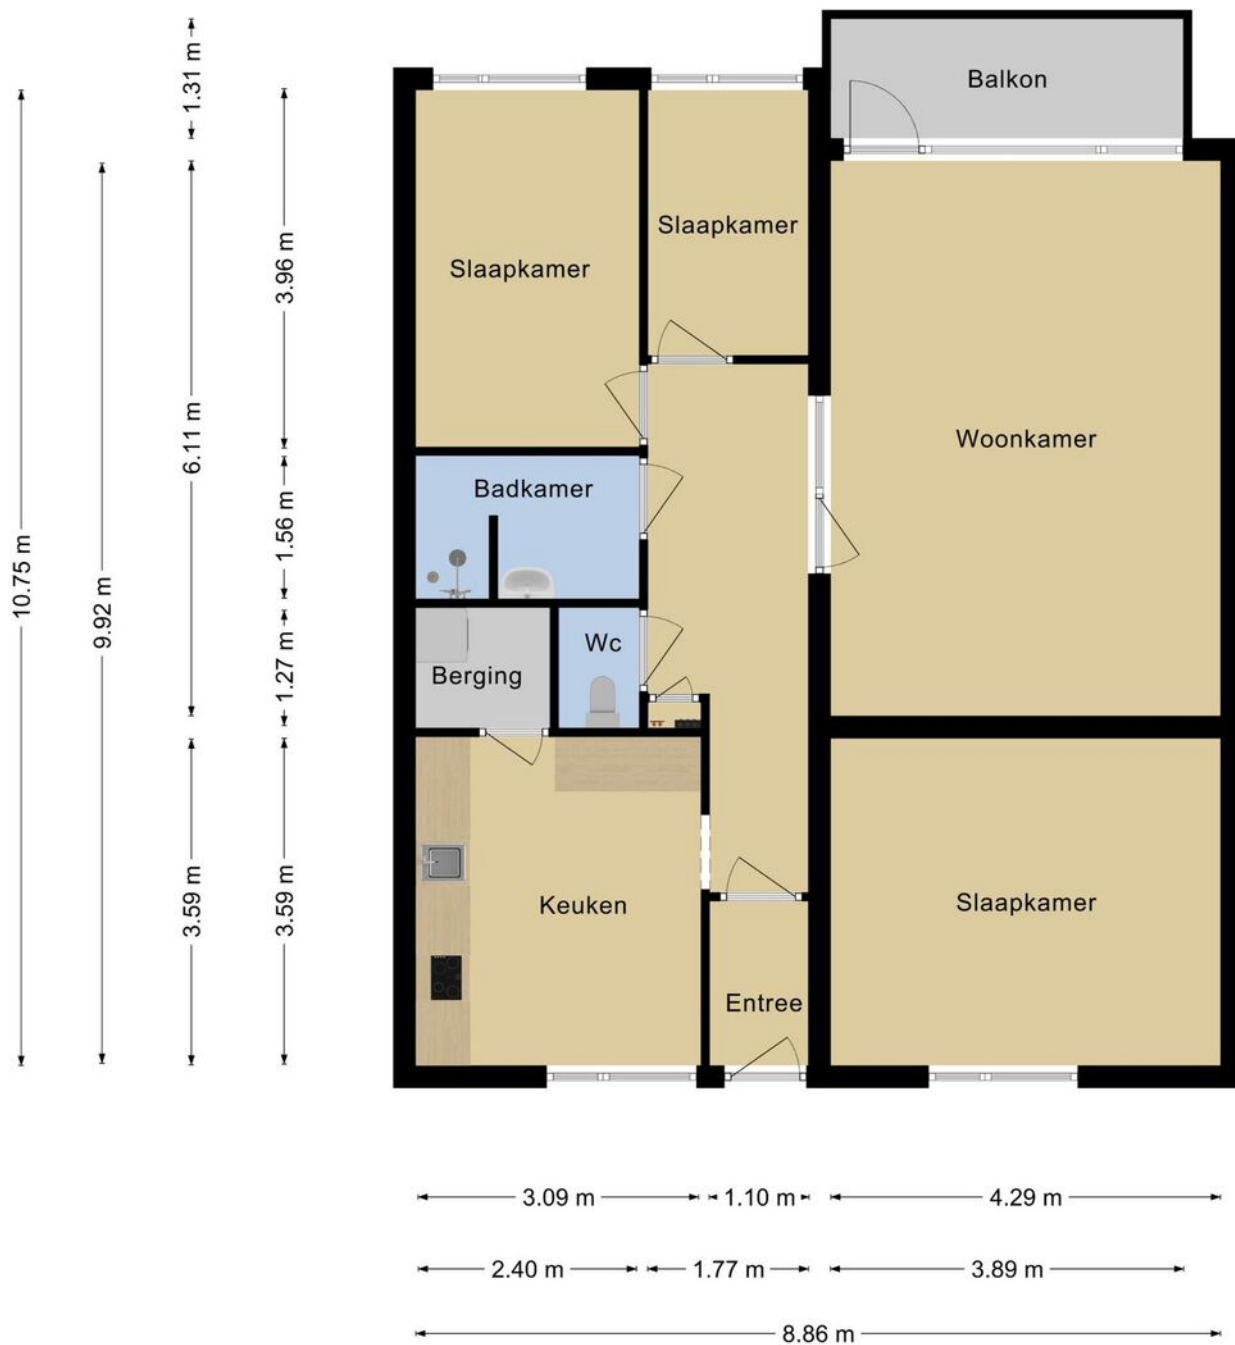 Balkon
Slaapkamer
Slaapkamer
Woonkamer
Badkamer
Wc
Berging
Keuken
Slaapkamer
Entree
1.31 m
3.96 m
6.11 m
1.56 m
10.75 m
9.92 m
1.27 m
3.59 m
3.59 m
3.09 m
1.10 m
4.29 m
2.40 m
1.77 m
3.89 m
8.86 m